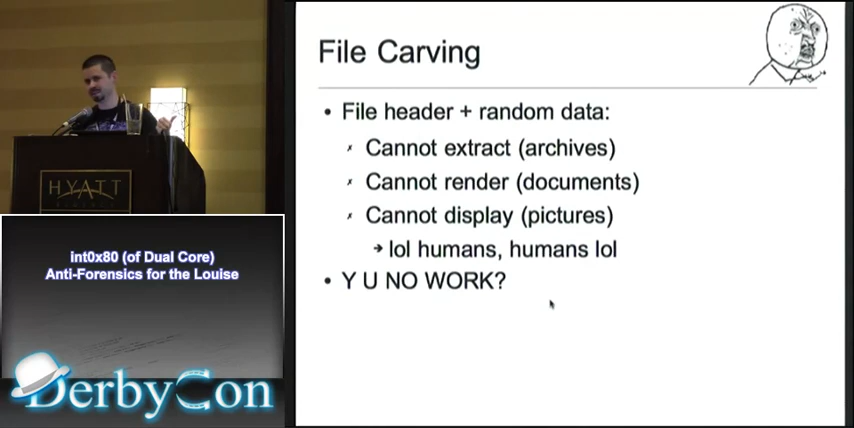 File Carving
• File header + random data:
✗ Cannot extract (archives)
✗ Cannot render (documents)
✗ Cannot display (pictures)
➔ lol humans, humans lol
• Y U NO WORK?
HYATT
int0x80 (of Dual Core)
Anti-Forensics for the Louise
DerbyCon